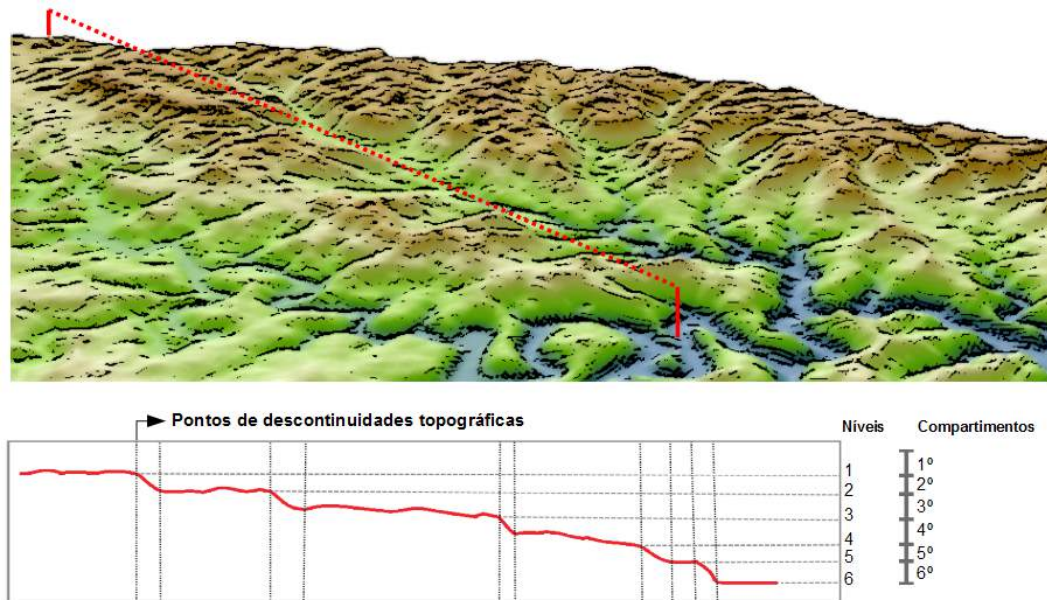 Pontos de descontinuidades topográficas
Níveis Compartimentos
1
2
3
4
5
6
1º
2º
3º
4º
5º
6º